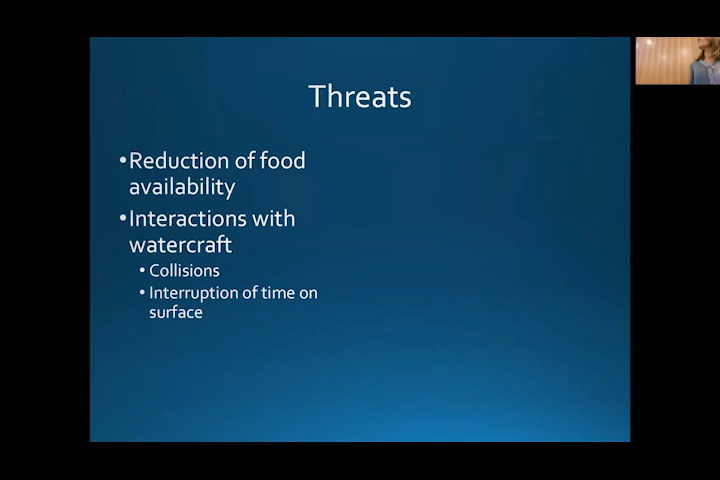 Threats
•Reduction of food
availability
•Interactions with
watercraft
• Collisions
• Interruption of time on
surface